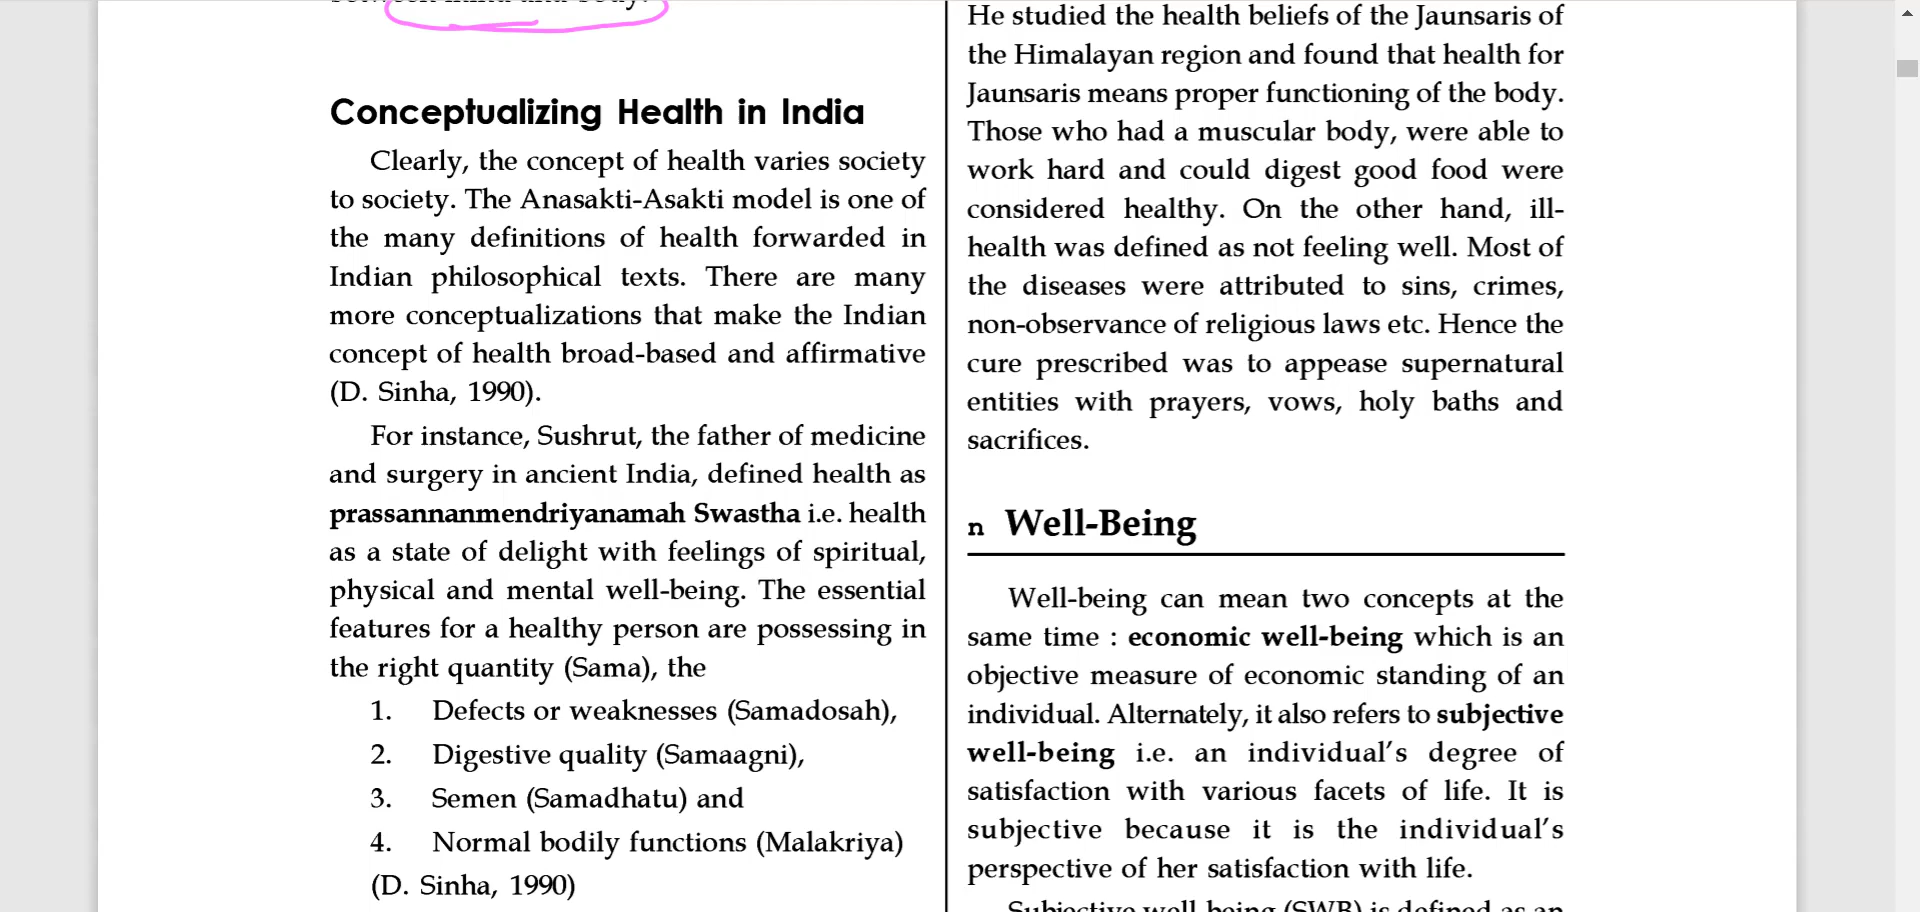 Conceptualizing Health in India
Clearly, the concept of health varies society
to society. The Anasakti-Asakti model is one of
the many definitions of health forwarded in
Indian philosophical texts. There are many
more conceptualizations that make the Indian
concept of health broad-based and affirmative
(D. Sinha, 1990).
For instance, Sushrut, the father of medicine
and surgery in ancient India, defined health as
prassannanmendriyanamah Swastha i.e. health
as a state of delight with feelings of spiritual,
physical and mental well-being. The essential
features for a healthy person are possessing in
the right quantity (Sama), the
1. Defects or weaknesses (Samadosah),
2. Digestive quality (Samaagni),
3. Semen (Samadhatu) and
4. Normal bodily functions (Malakriya)
(D. Sinha, 1990)
He studied the health beliefs of the Jaunsaris of
the Himalayan region and found that health for
Jaunsaris means proper functioning of the body.
Those who had a muscular body, were able to
work hard and could digest good food were
considered healthy. On the other hand, ill-
health was defined as not feeling well. Most of
the diseases were attributed to sins, crimes,
non-observance of religious laws etc. Hence the
cure prescribed was to appease supernatural
entities with prayers, vows, holy baths and
sacrifices.
n Well-Being
Well-being can mean two concepts at the
same time : economic well-being which is an
objective measure of economic standing of an
individual. Alternately, it also refers to subjective
well-being i.e. an individual's degree of
satisfaction with various facets of life. It is
subjective because it is the individual's
perspective of her satisfaction with life.
Subjective well-being (SWB) is defined as an